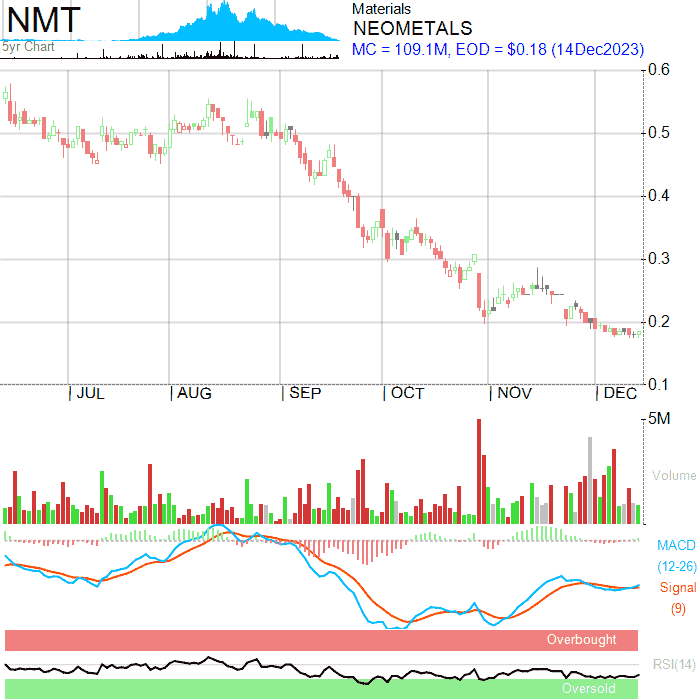 NMT
5yr Chart
Materials
NEOMETALS
MC = 109.1M, EOD = $0.18 (14Dec2023)
0.6
0.5
0.4
0.3
0.2
0.1
JUL AUG SEP OCT NOV DEC
5M
Volume
MACD
(12-26)
Signal
(9)
Overbought
RSI(14)
Oversold